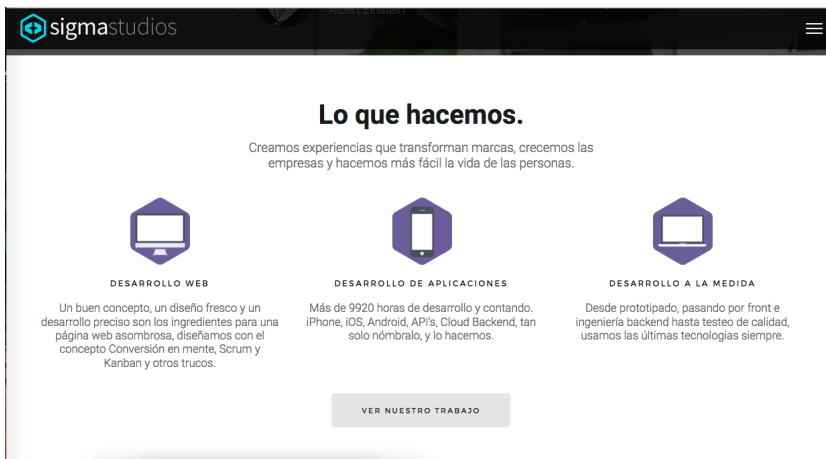 Albert Einstein
sigmastudios
Lo que hacemos.
Creamos experiencias que transforman marcas, crecemos las
empresas y hacemos más fácil la vida de las personas.
DESARROLLO WEB
Un buen concepto, un diseño fresco y un
desarrollo preciso son los ingredientes para una
página web asombrosa, diseñamos con el
concepto Conversión en mente, Scrum y
Kanban y otros trucos.
DESARROLLO DE APLICACIONES
Más de 9920 horas de desarrollo y contando.
iPhone, iOS, Android, API's, Cloud Backend, tan
solo nómbralo, y lo hacemos.
DESARROLLO A LA MEDIDA
Desde prototipado, pasando por front e
ingeniería backend hasta testeo de calidad,
usamos las últimas tecnologías siempre.
VER NUESTRO TRABAJO